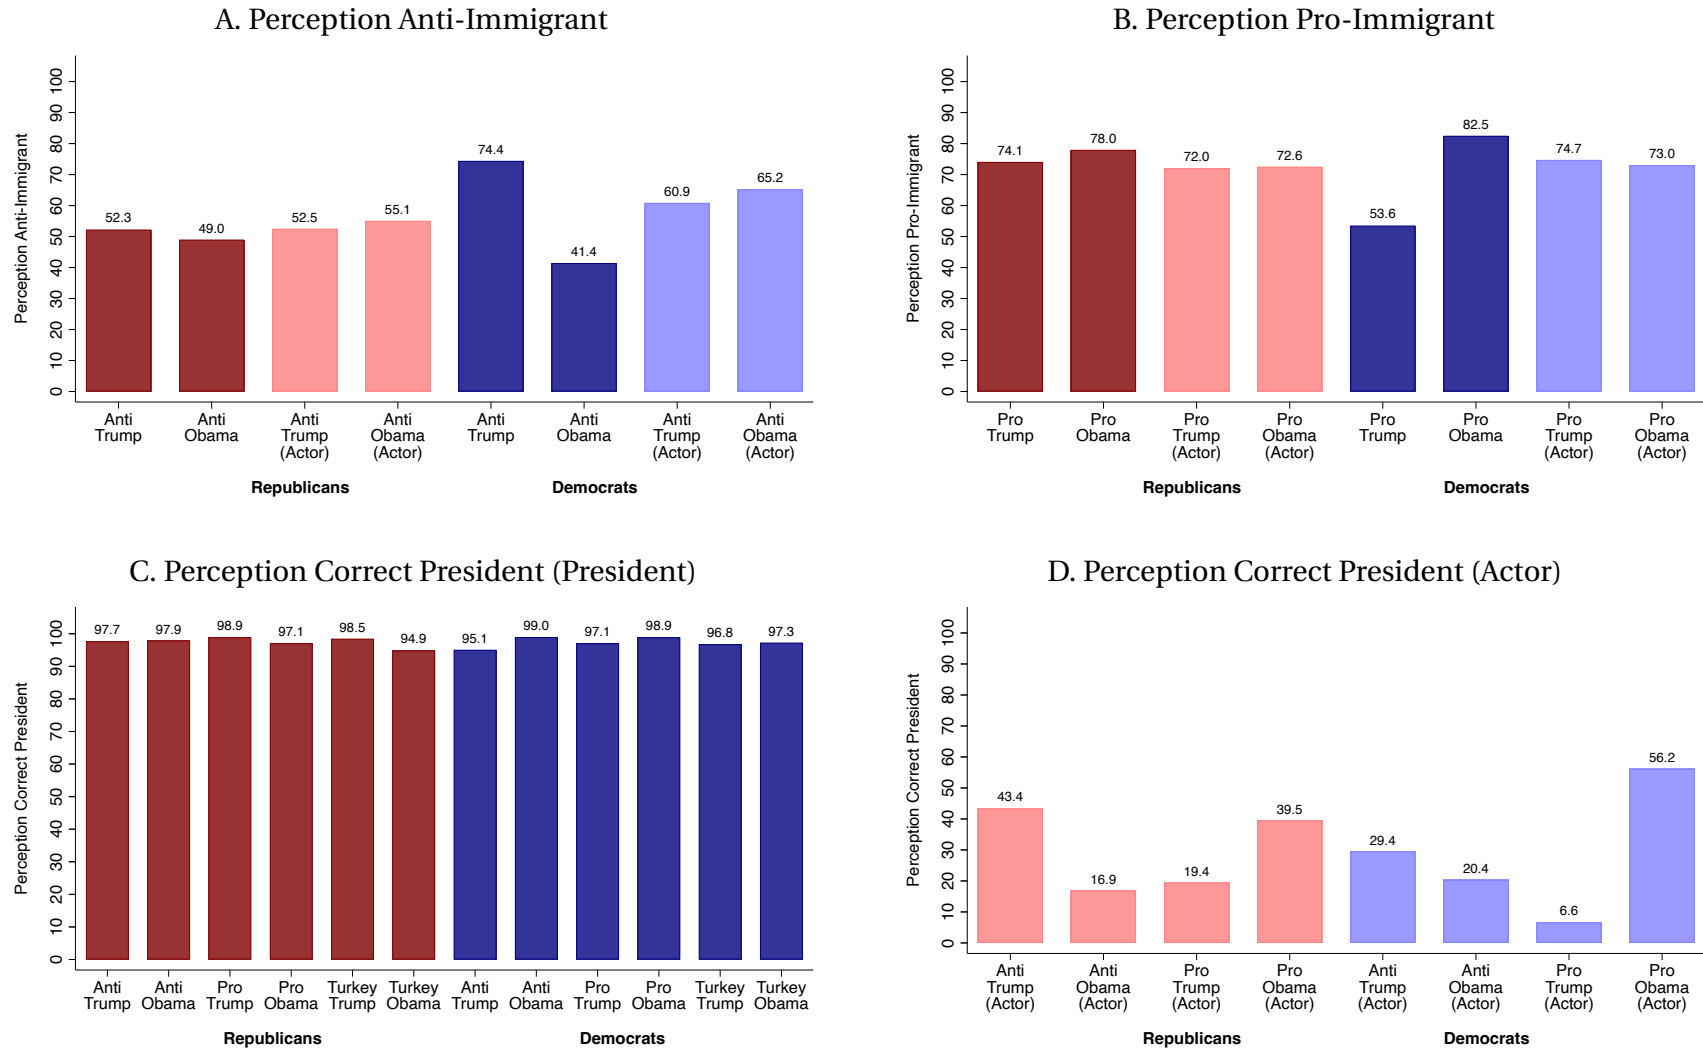 A. Perception Anti-Immigrant
Perception Anti-Immigrant
0 10 20 30 40 50 60 70 80 90 100
52.3 49.0 52.5 55.1 74.4 41.4 60.9 65.2
Anti Anti Anti Anti Anti Anti Anti Anti
Trump Obama Trump Obama Trump Obama Trump Obama
(Actor) (Actor) (Actor) (Actor)
Republicans Democrats
B. Perception Pro-Immigrant
Perception Pro-Immigrant
0 10 20 30 40 50 60 70 80 90 100
74.1 78.0 72.0 72.6 53.6 82.5 74.7 73.0
Pro Pro Pro Pro Pro Pro Pro Pro
Trump Obama Trump Obama Trump Obama Trump Obama
(Actor) (Actor) (Actor) (Actor)
Republicans Democrats
C. Perception Correct President (President)
Perception Correct President
0 10 20 30 40 50 60 70 80 90 100
97.7 97.9 98.9 97.1 98.5 94.9 95.1 99.0 97.1 98.9 96.8 97.3
Anti Anti Pro Pro Turkey Turkey Anti Anti Pro Pro Turkey Turkey
Trump Obama Trump Obama Trump Obama Trump Obama Trump Obama Trump Obama
Republicans Democrats
D. Perception Correct President (Actor)
Perception Correct President
0 10 20 30 40 50 60 70 80 90 100
43.4 16.9 19.4 39.5 29.4 20.4 6.6 56.2
Anti Anti Pro Pro Anti Anti Pro Pro
Trump Obama Trump Obama Trump Obama Trump Obama
(Actor) (Actor) (Actor) (Actor) (Actor) (Actor) (Actor) (Actor)
Republicans Democrats